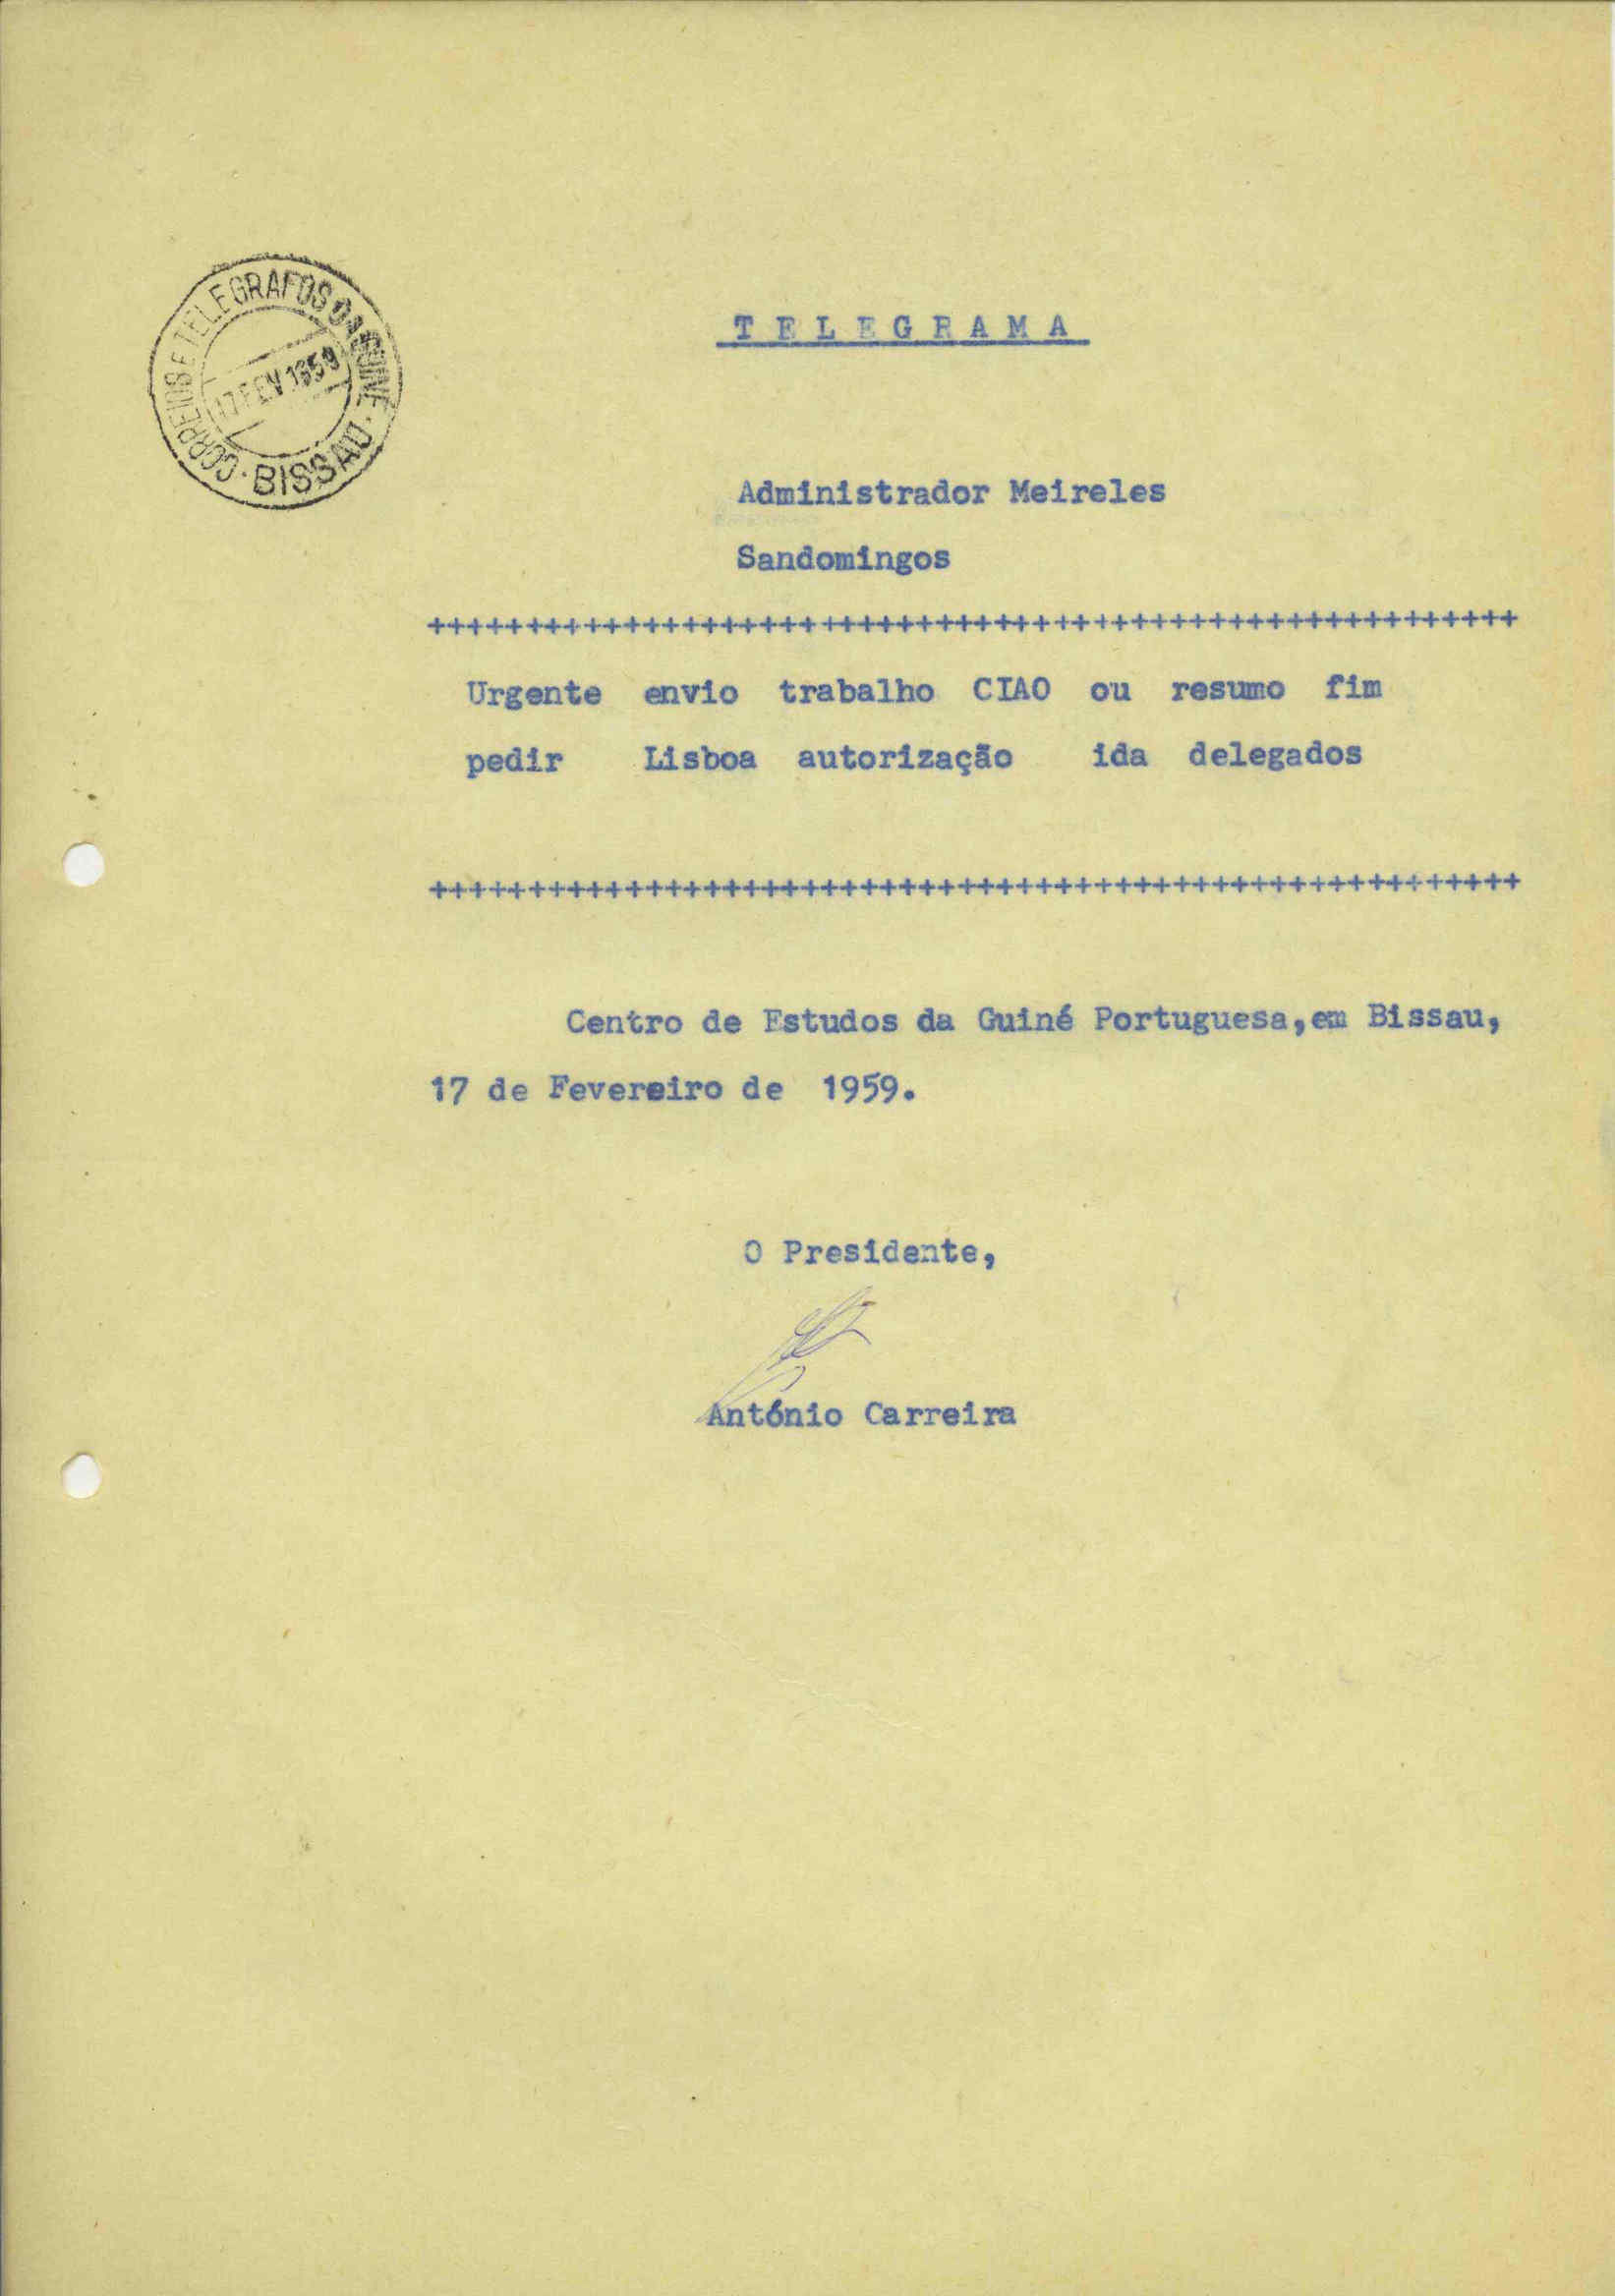 CORREIOS E TELEGRAFOS DA GUINÉ · BISSAU ·
17 FEV 1959
T E L E G R A M A
Administrador Meireles
Sandomingos
++++++++++++++++++++++++++++++++++++++++++++++++++++++++
Urgente envio trabalho CIAO ou resumo fim
pedir Lisboa autorização ida delegados
++++++++++++++++++++++++++++++++++++++++++++++++++++++++
Centro de Estudos da Guiné Portuguesa,em Bissau,
17 de Fevereiro de 1959.
O Presidente,
António Carreira